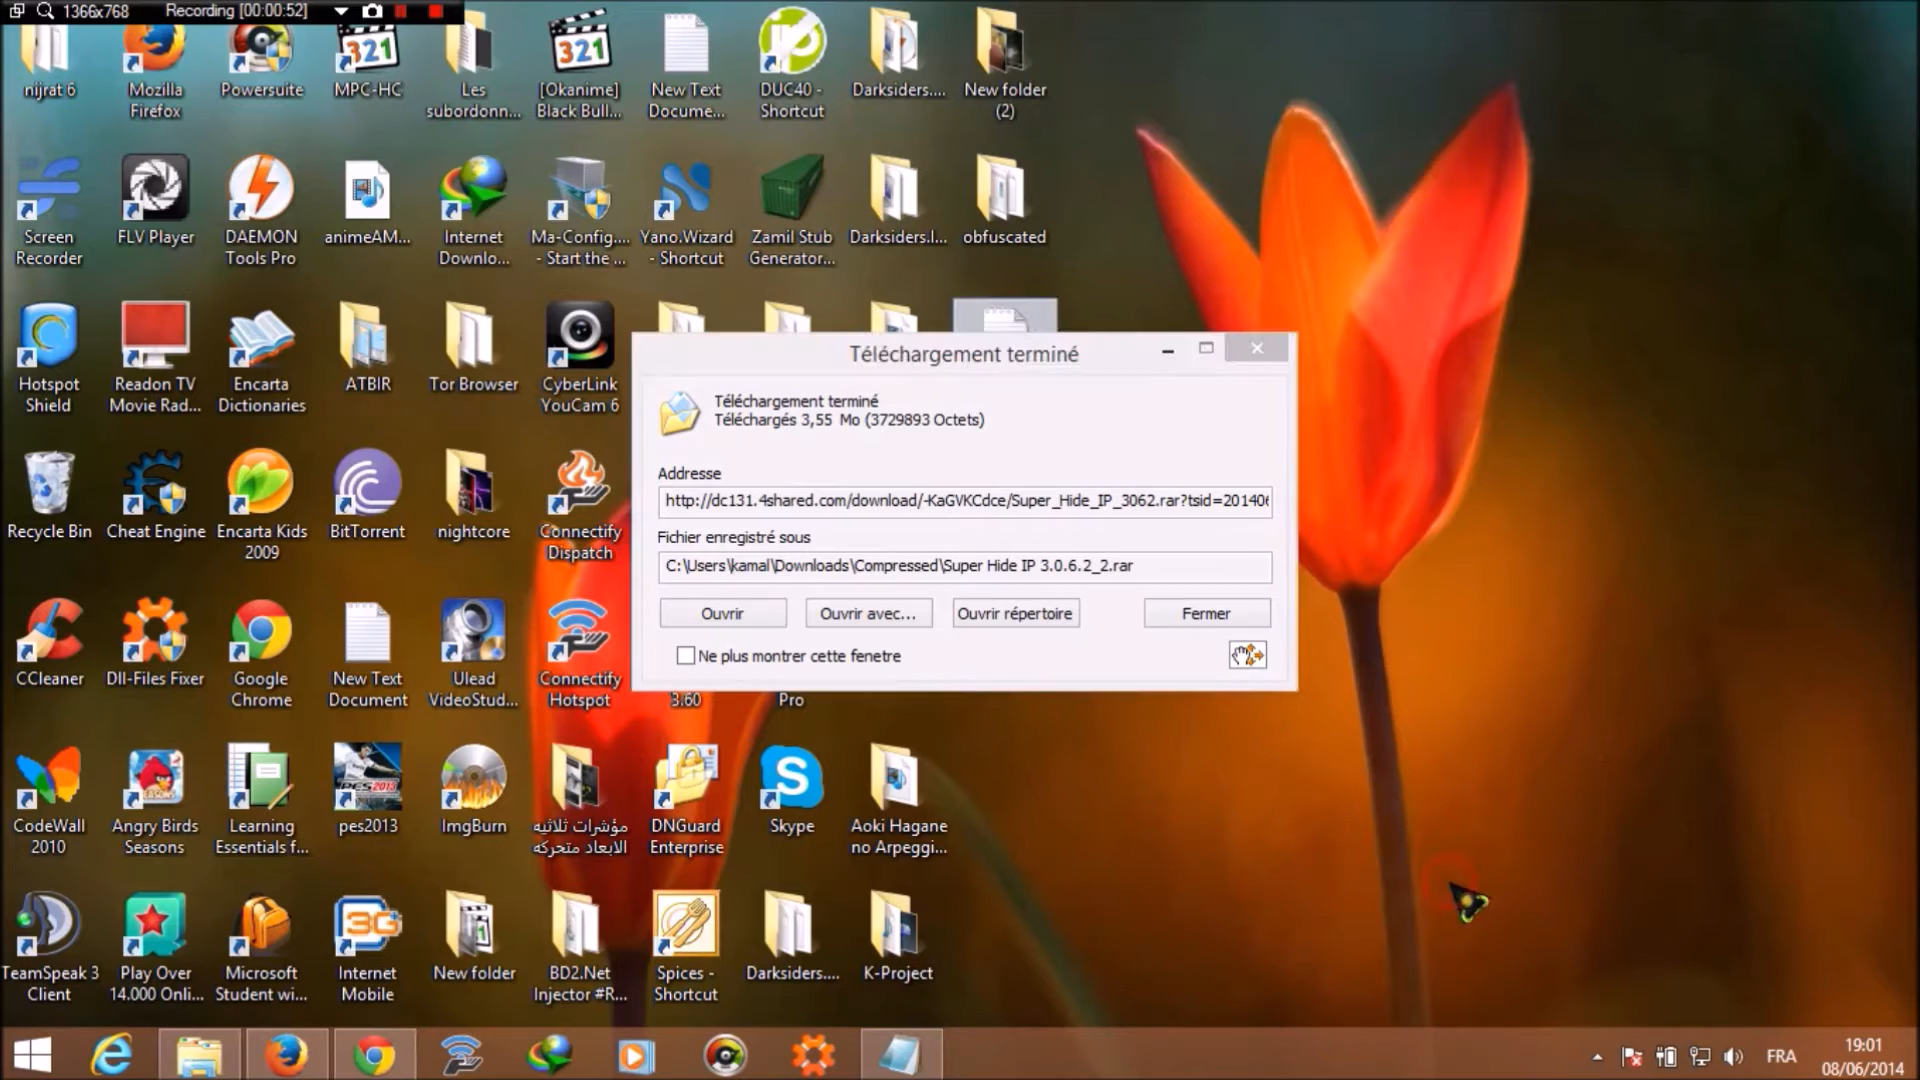 1366x768
Recording [00:00:52]
nijrat 6
Mozilla
Firefox
Powersuite
MPC-HC
Les
subordonn...
[Okanime]
Black Bull...
New Text
Docume...
DUC40 -
Shortcut
Darksiders....
New folder
(2)
Screen
Recorder
FLV Player
DAEMON
Tools Pro
animeAM...
Internet
Downlo...
Ma-Config....
- Start the ...
Yano.Wizard
- Shortcut
Zamil Stub
Generator...
Darksiders.I...
obfuscated
Hotspot
Shield
Readon TV
Movie Rad...
Encarta
Dictionaries
ATBIR
Tor Browser
CyberLink
YouCam 6
Téléchargement terminé
Téléchargement terminé
Téléchargés 3,55 Mo (3729893 Octets)
Addresse
http://dc131.4shared.com/download/-KaGVKCdce/Super_Hide_IP_3062.rar?tsid=201406
Fichier enregistré sous
C:\Users\kamal\Downloads\Compressed\Super Hide IP 3.0.6.2_2.rar
Ouvrir
Ouvrir avec...
Ouvrir répertoire
Fermer
Ne plus montrer cette fenetre
Recycle Bin
Cheat Engine
Encarta Kids
2009
BitTorrent
nightcore
Connectify
Dispatch
CCleaner
Dll-Files Fixer
Google
Chrome
New Text
Document
Ulead
VideoStud...
Connectify
Hotspot
3.60
Pro
CodeWall
2010
Angry Birds
Seasons
Learning
Essentials f...
pes2013
ImgBurn
مؤشرات ثلاثيه
الابعاد متحركه
DNGuard
Enterprise
Skype
Aoki Hagane
no Arpeggi...
TeamSpeak 3
Client
Play Over
14.000 Onli...
Microsoft
Student wi...
Internet
Mobile
New folder
BD2.Net
Injector #R...
Spices -
Shortcut
Darksiders....
K-Project
FRA
19:01
08/06/2014